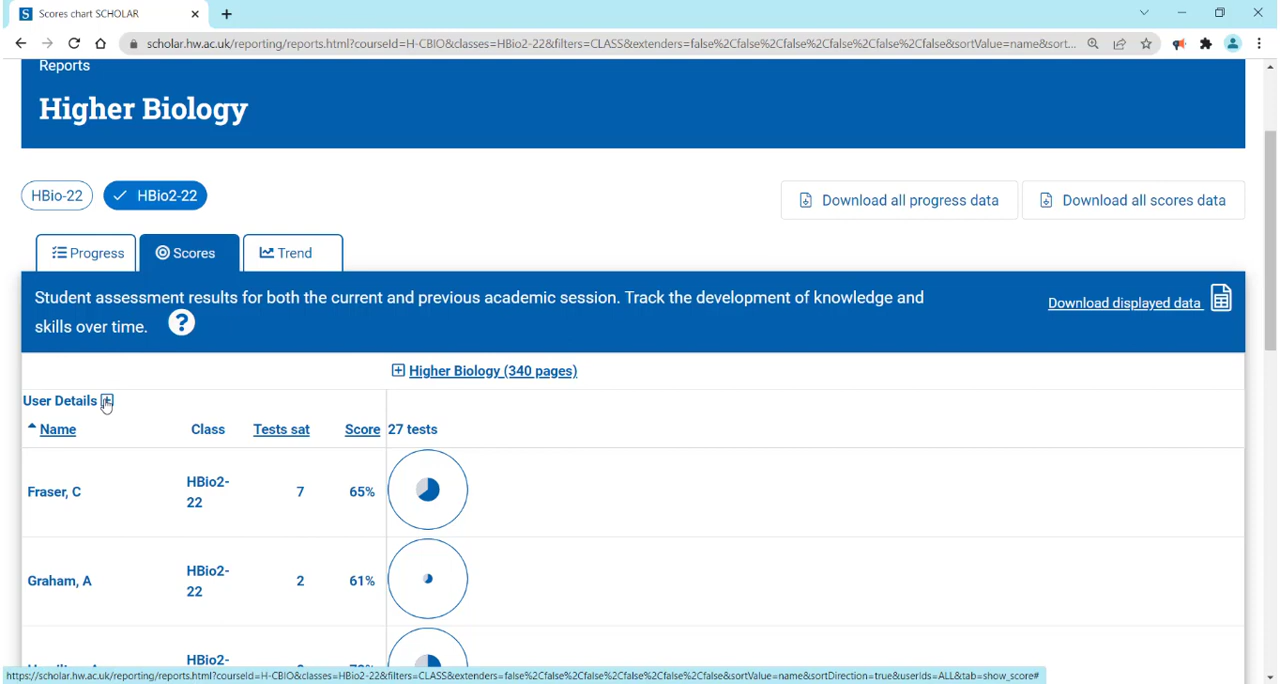 Scores chart SCHOLAR
scholar.hw.ac.uk/reporting/reports.html?courseId=H-CBIO&classes=HBio2-22&filters=CLASS&extenders=false%2Cfalse%2Cfalse%2Cfalse%2Cfalse%2Cfalse&sortValue=name&sort...
Reports
Higher Biology
HBio-22
HBio2-22
Download all progress data
Download all scores data
Progress
Scores
Trend
Student assessment results for both the current and previous academic session. Track the development of knowledge and
skills over time. ?
Download displayed data
Higher Biology (340 pages)
User Details
Name Class Tests sat Score 27 tests
Fraser, C HBio2-
22 7 65%
Graham, A HBio2-
22 2 61%
HBio2-
https://scholar.hw.ac.uk/reporting/reports.html?courseId=H-CBIO&classes=HBio2-22&filters=CLASS&extenders=false%2Cfalse%2Cfalse%2Cfalse%2Cfalse%2Cfalse&sortValue=name&sortDirection=true&userIds=ALL&tab=show_score#